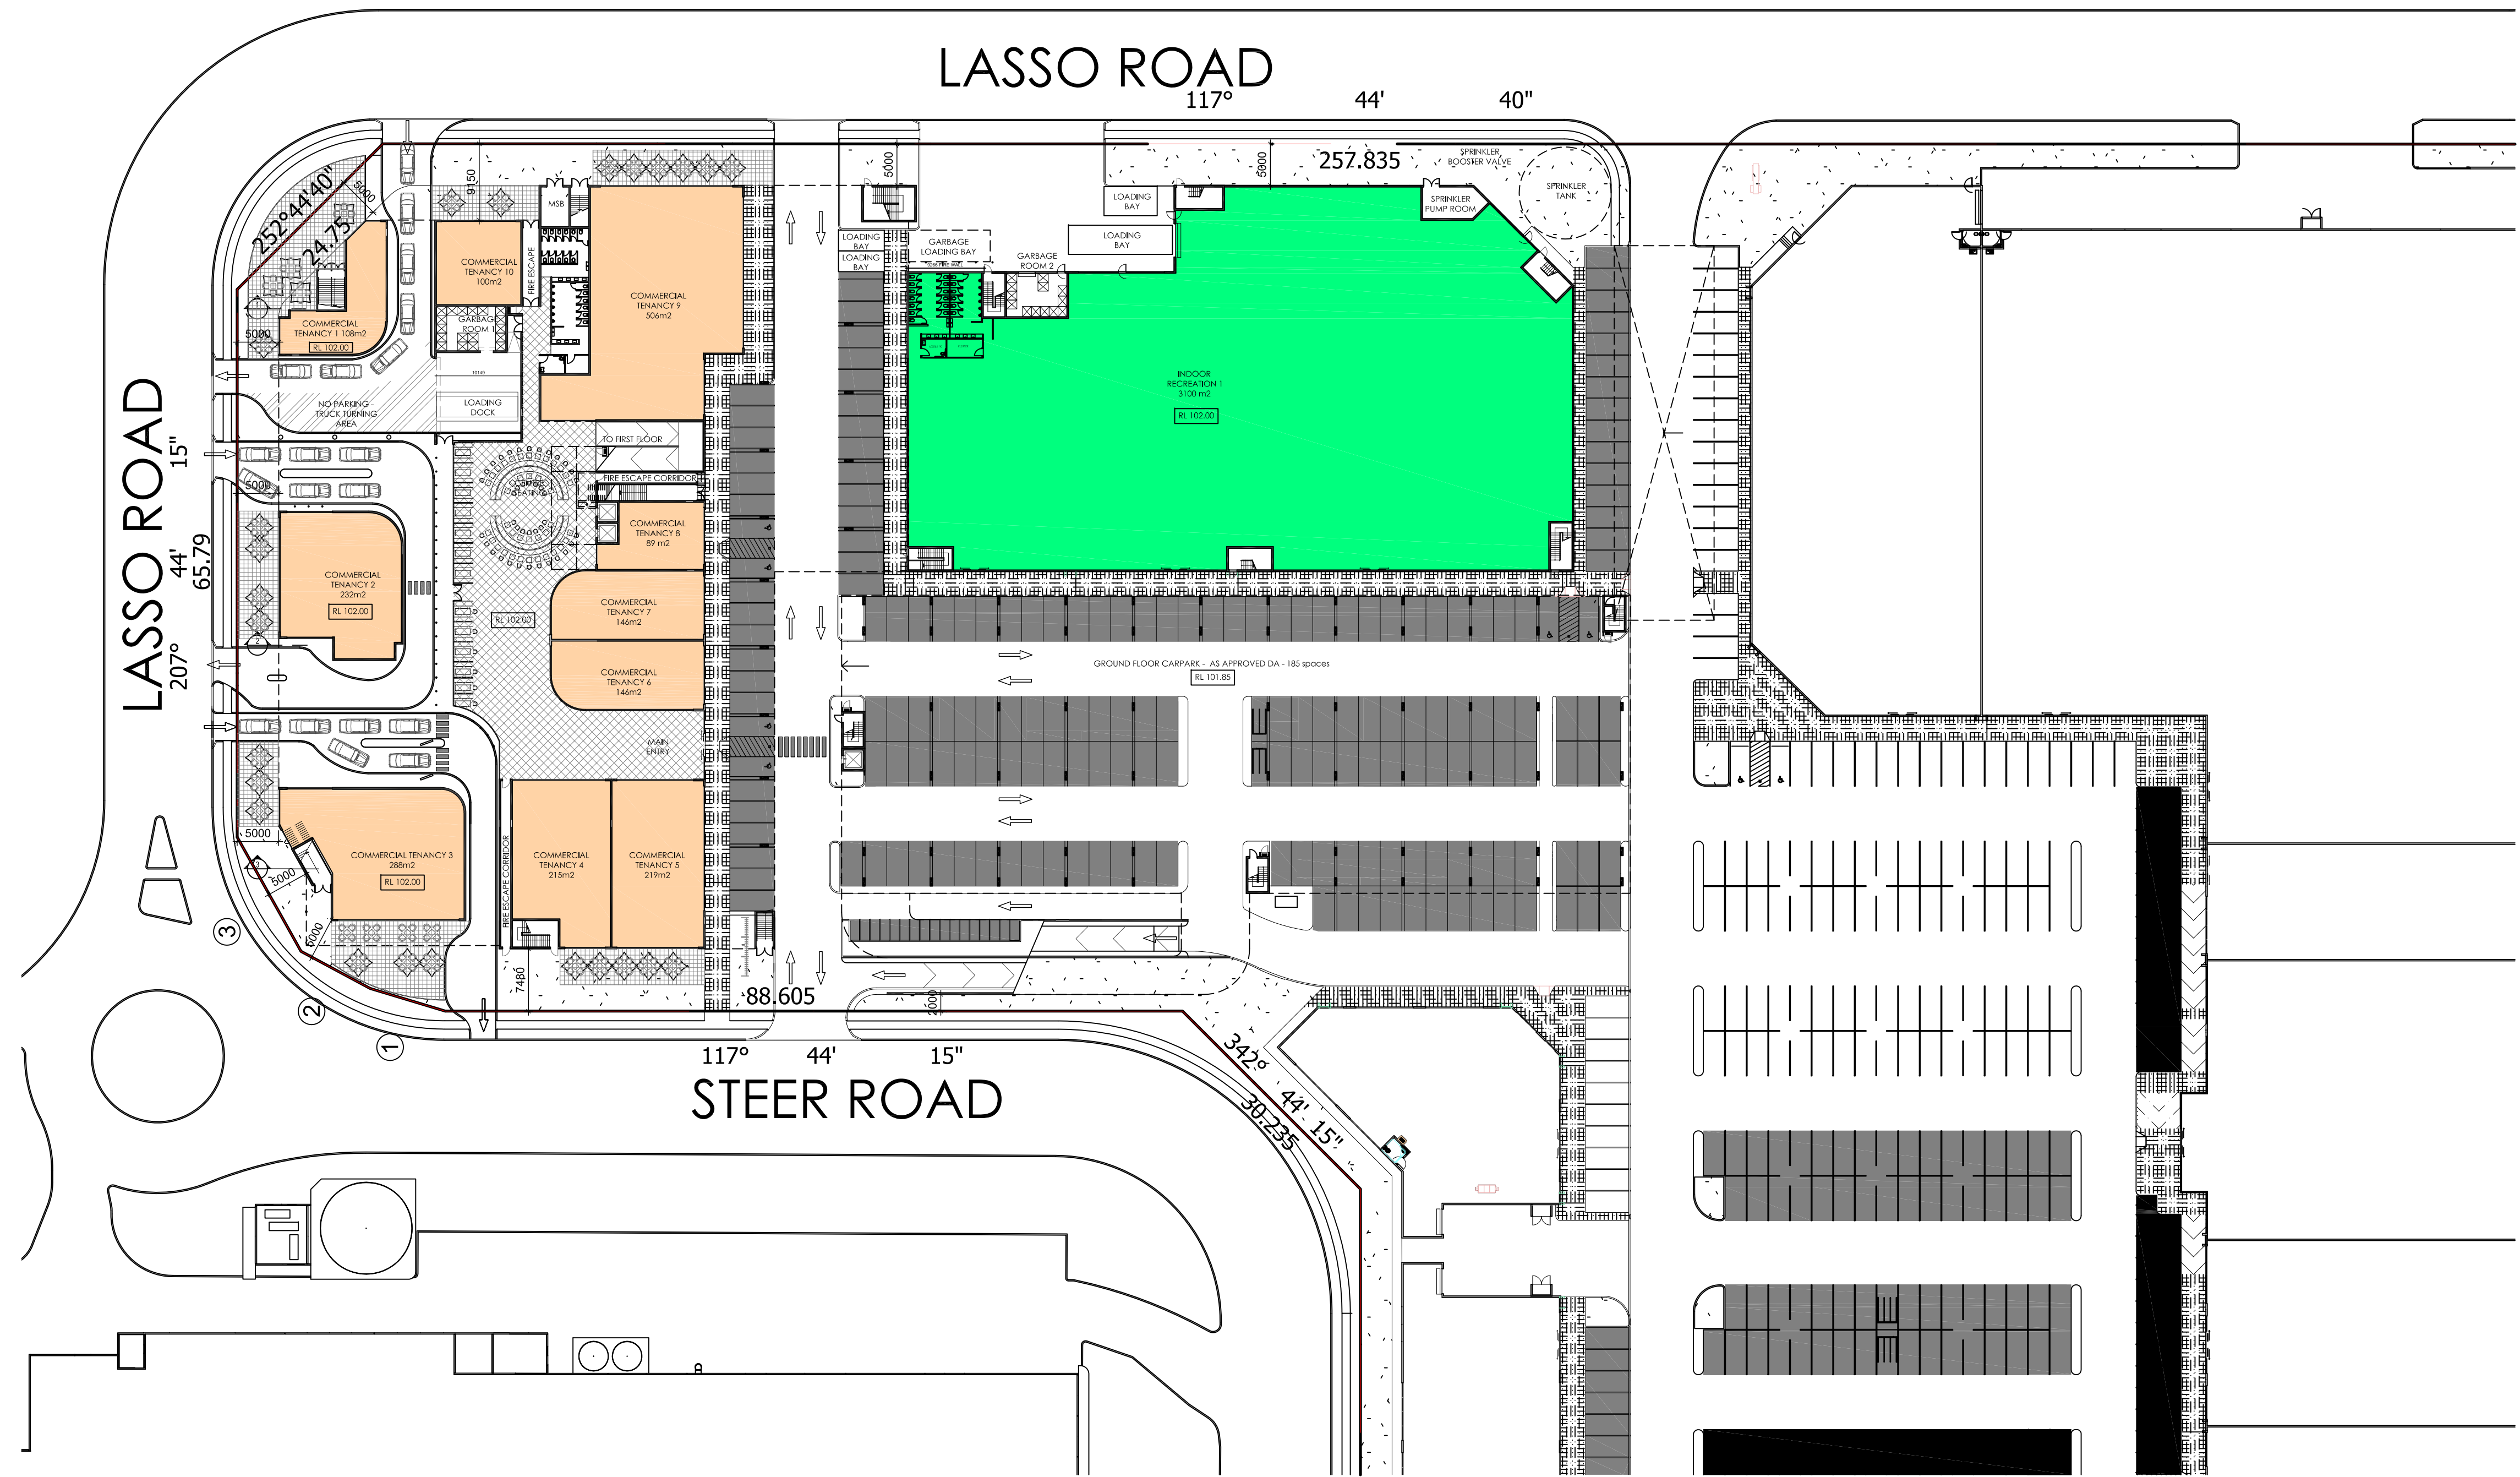 LASSO ROAD
117° 44' 40"
257.835
SPRINKLER
BOOSTER VALVE
SPRINKLER
TANK
SPRINKLER
PUMP ROOM
5000
5000
9150
5000
252°44'40"
24.75
MSB
LOADING
BAY
LOADING
BAY
LOADING
BAY
LOADING
BAY
GARBAGE
LOADING BAY
GARBAGE
ROOM 2
FIRE ESCAPE
COMMERCIAL
TENANCY 10
100m2
COMMERCIAL
TENANCY 9
506m2
GARBAGE
ROOM 1
COMMERCIAL
TENANCY 1 108m2
RL 102.00
5000
10149
LOADING
DOCK
NO PARKING -
TRUCK TURNING
AREA
INDOOR
RECREATION 1
3100 m2
RL 102.00
LASSO ROAD
207° 44' 15"
65.79
TO FIRST FLOOR
FIRE ESCAPE CORRIDOR
SEATING
5000
COMMERCIAL
TENANCY 8
89 m2
COMMERCIAL
TENANCY 2
232m2
RL 102.00
RL 102.00
COMMERCIAL
TENANCY 7
146m2
2
COMMERCIAL
TENANCY 6
146m2
GROUND FLOOR CARPARK - AS APPROVED DA - 185 spaces
RL 101.85
MAIN
ENTRY
5000
COMMERCIAL TENANCY 3
288m2
RL 102.00
3
5000
5000
FIRE ESCAPE CORRIDOR
COMMERCIAL
TENANCY 4
215m2
COMMERCIAL
TENANCY 5
219m2
3
2
1
7480
88.605
2000
117° 44' 15"
STEER ROAD
342° 44' 15"
30.235